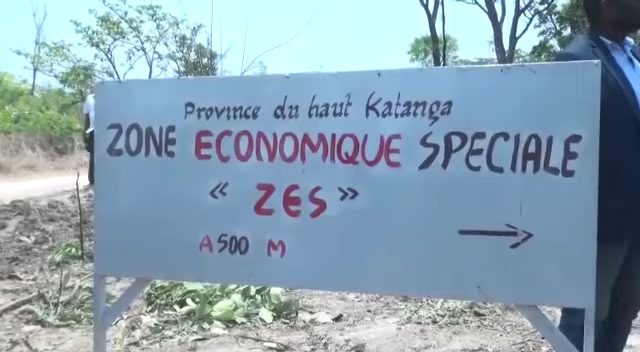 Province du haut Katanga
ZONE ECONOMIQUE SPECIALE
« ZES »
A 500 M